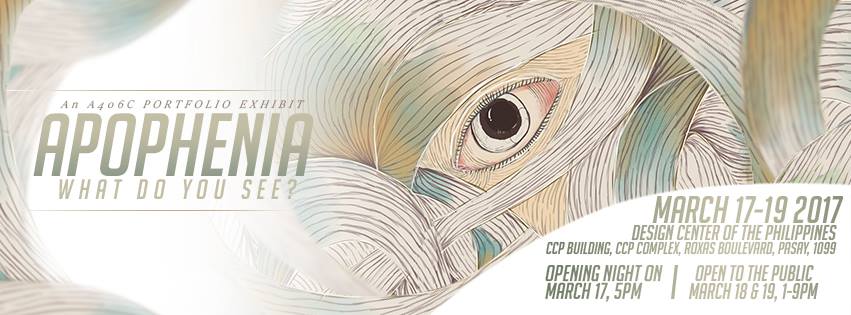 An A406C PORTFOLIO EXHIBIT
APOPHENIA
WHAT DO YOU SEE?
MARCH 17-19 2017
DESIGN CENTER OF THE PHILIPPINES
CCP BUILDING, CCP COMPLEX, ROXAS BOULEVARD, PASAY, 1099
OPENING NIGHT ON
MARCH 17, 5PM
OPEN TO THE PUBLIC
MARCH 18 & 19, 1-9PM